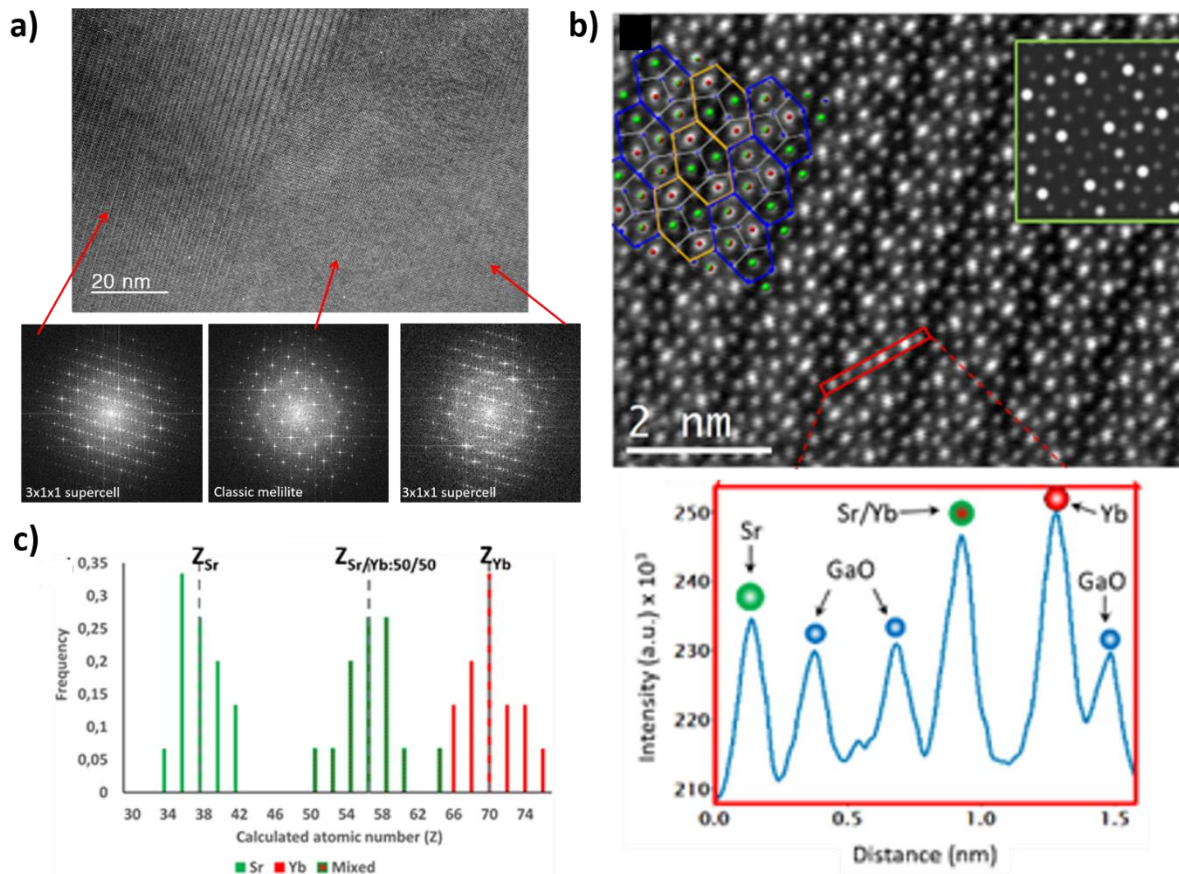 a)
20 nm
3x1x1 supercell
Classic melilite
3x1x1 supercell
b)
2 nm
c)
Z_Sr
Z_Sr/Yb:50/50
Z_Yb
0,35
0,3
0,25
0,2
0,15
0,1
0,05
0
Frequency
30 34 38 42 46 50 54 58 62 66 70 74
Calculated atomic number (Z)
Sr Yb Mixed
250
240
230
220
210
Intensity (a.u.) x 10³
Sr
GaO
Sr/Yb
Yb
GaO
0.0 0.5 1.0 1.5
Distance (nm)